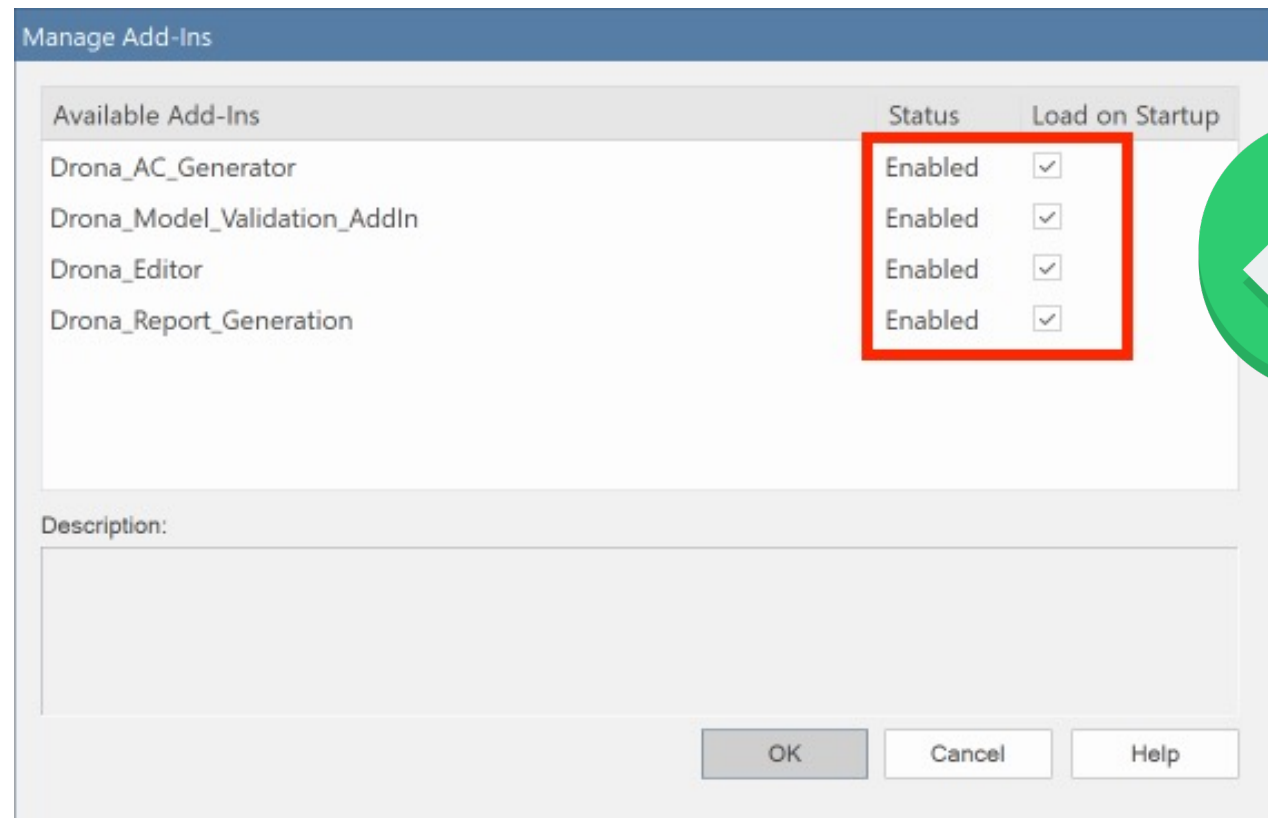 Manage Add-Ins
Available Add-Ins Status Load on Startup
Drona_AC_Generator Enabled
Drona_Model_Validation_AddIn Enabled
Drona_Editor Enabled
Drona_Report_Generation Enabled
Description:
OK Cancel Help